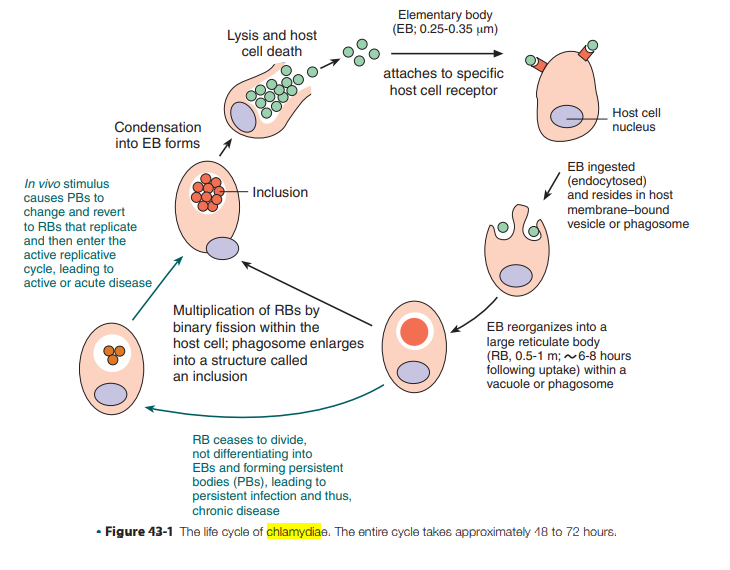 Elementary body
(EB; 0.25-0.35 μm)
attaches to specific
host cell receptor
Lysis and host
cell death
Host cell
nucleus
Condensation
into EB forms
EB ingested
(endocytosed)
and resides in host
membrane–bound
vesicle or phagosome
In vivo stimulus
causes PBs to
change and revert
to RBs that replicate
and then enter the
active replicative
cycle, leading to
active or acute disease
Inclusion
Multiplication of RBs by
binary fission within the
host cell; phagosome enlarges
into a structure called
an inclusion
EB reorganizes into a
large reticulate body
(RB, 0.5-1 m; ~6-8 hours
following uptake) within a
vacuole or phagosome
RB ceases to divide,
not differentiating into
EBs and forming persistent
bodies (PBs), leading to
persistent infection and thus,
chronic disease
• Figure 43-1 The life cycle of chlamydiae. The entire cycle takes approximately 48 to 72 hours.